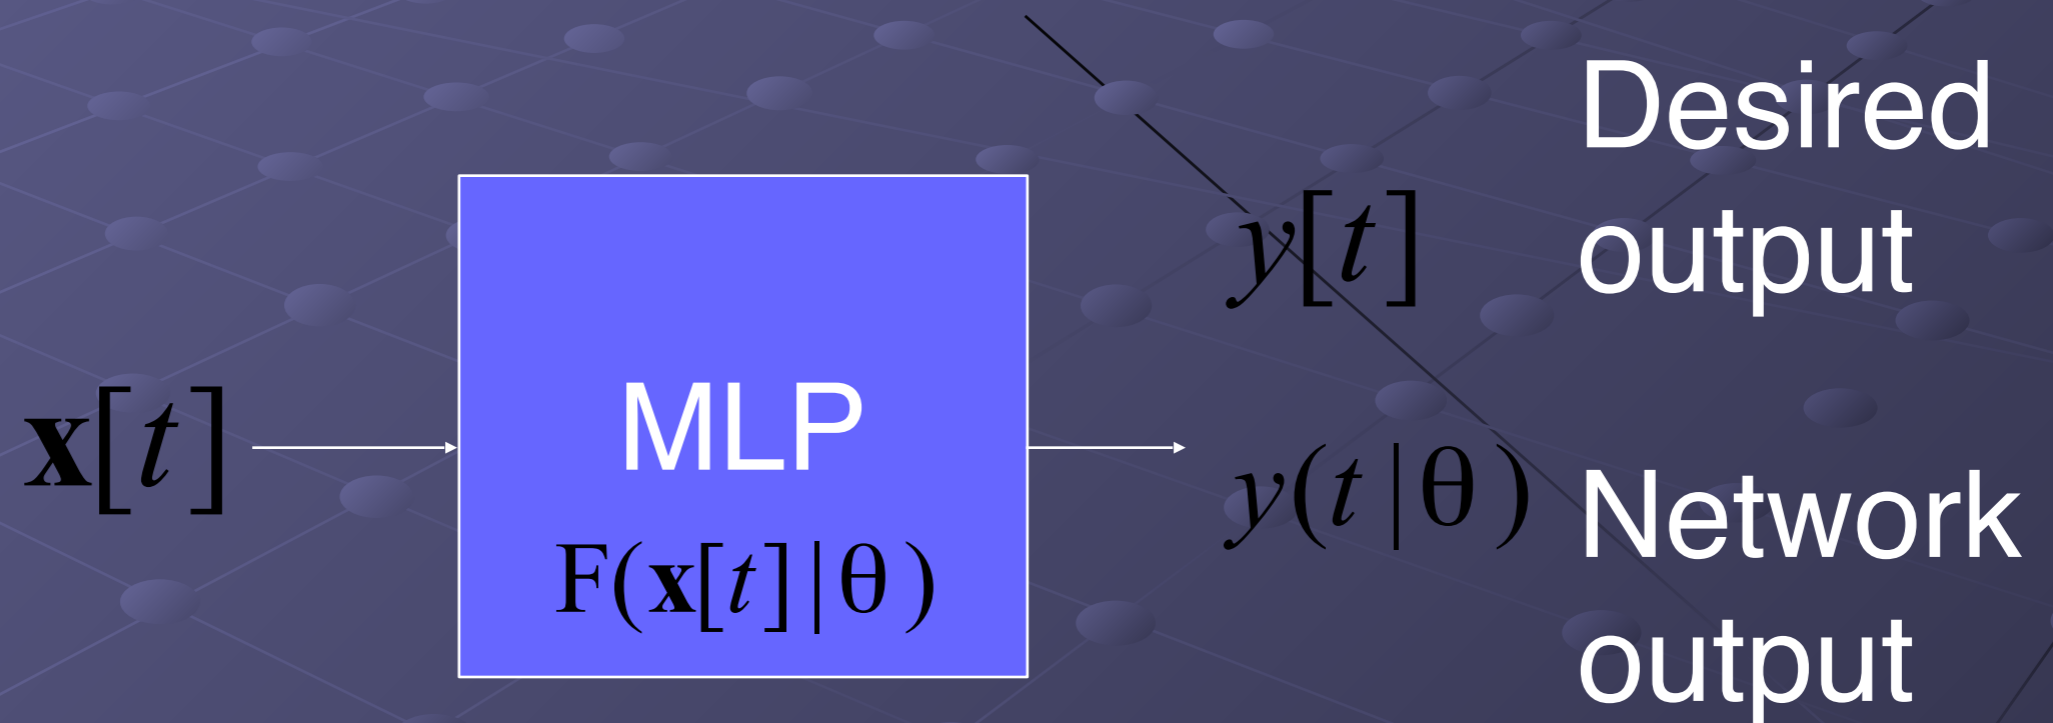 Desired
output
y[t]
x[t]
MLP
F(x[t]|θ)
y(t|θ)
Network
output